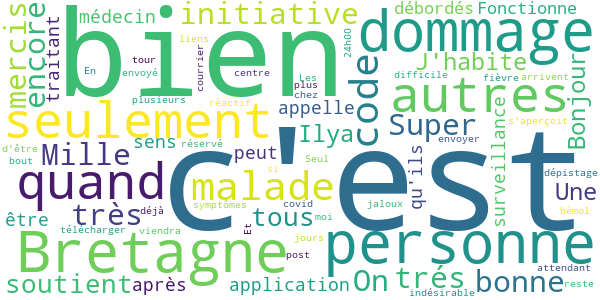 débordés Fonctionne
médecin initiative
bien dommage
mercis encore traitant
En envoyé tour courrier liens centre 24h00
J'habite
plusieurs réactif Les plus chez
difficile fièvre arrivent
code autres
seulement appelle
Bonjour
surveillance s'aperçoit
Super
d'être sens réservé Ilya qu'ils envoyer
bout Mille peut Seul
c'est
quand malade si
dépistage
Une
être très déjà symptômes tous covid moi jaloux bémol
télécharger viendra Et
Bretagne jours personne
post attendant
soutient après application On trés bonne reste
indésirable